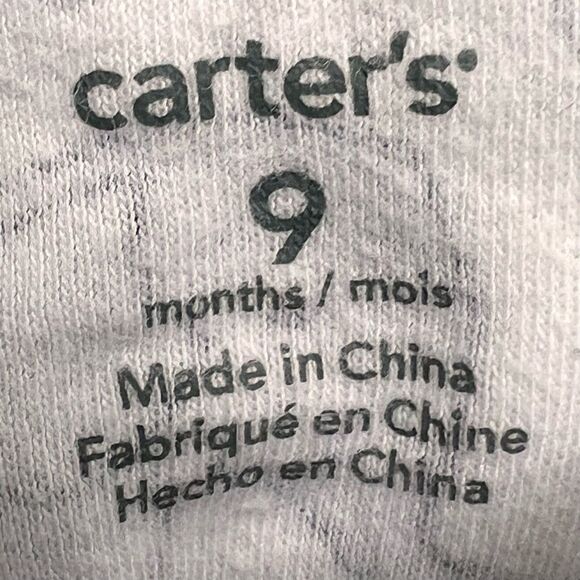 carter's
9
months / mois
Made in China
Fabriqué en Chine
Hecho en China